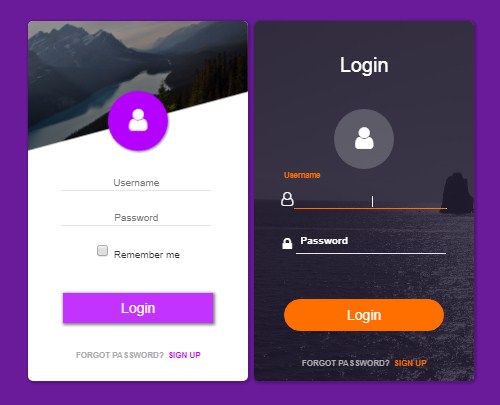 Username
Password
Remember me
Login
FORGOT PASSWORD? SIGN UP
Login
Username
Password
Login
FORGOT PASSWORD? SIGN UP